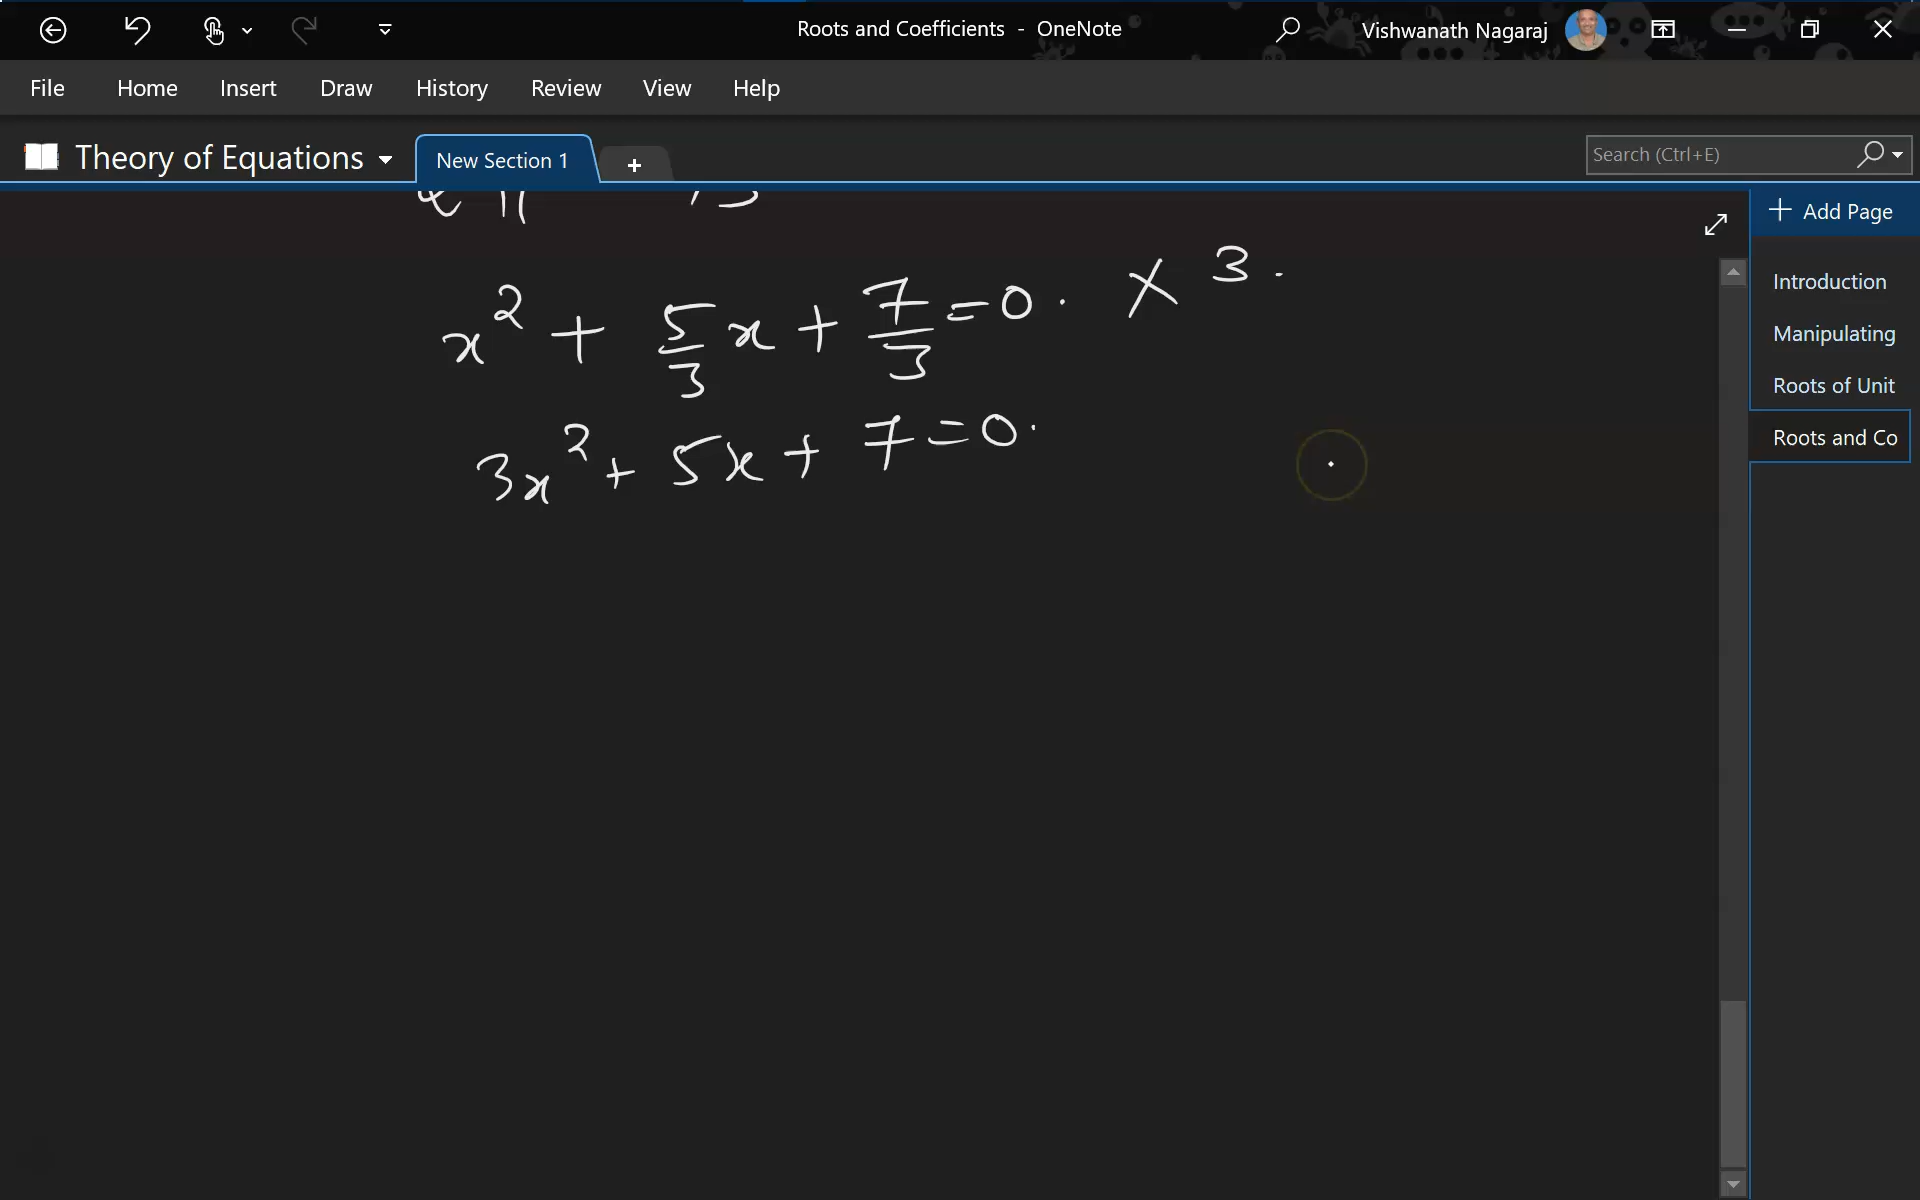 Roots and Coefficients - OneNote
Vishwanath Nagaraj
File Home Insert Draw History Review View Help
Theory of Equations
New Section 1
+
Search (Ctrl+E)
+ Add Page
Introduction
Manipulating
Roots of Unit
Roots and Co
x² + 5/3 x + 7/3 = 0. × 3.
3x² + 5x + 7 = 0.